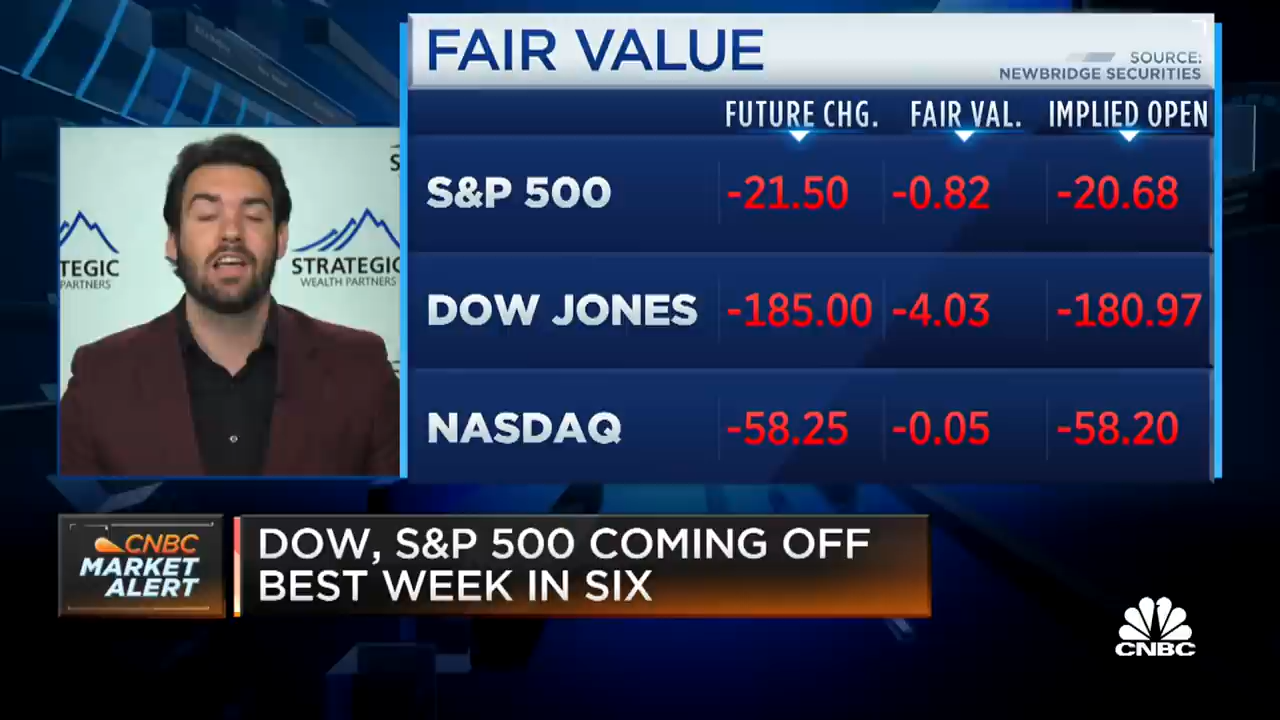 FAIR VALUE
SOURCE:
NEWBRIDGE SECURITIES
FUTURE CHG. FAIR VAL. IMPLIED OPEN
S&P 500 -21.50 -0.82 -20.68
DOW JONES -185.00 -4.03 -180.97
NASDAQ -58.25 -0.05 -58.20
S
TEGIC
PARTNERS
STRATEGIC
WEALTH PARTNERS
CNBC
MARKET
ALERT
DOW, S&P 500 COMING OFF
BEST WEEK IN SIX
CNBC